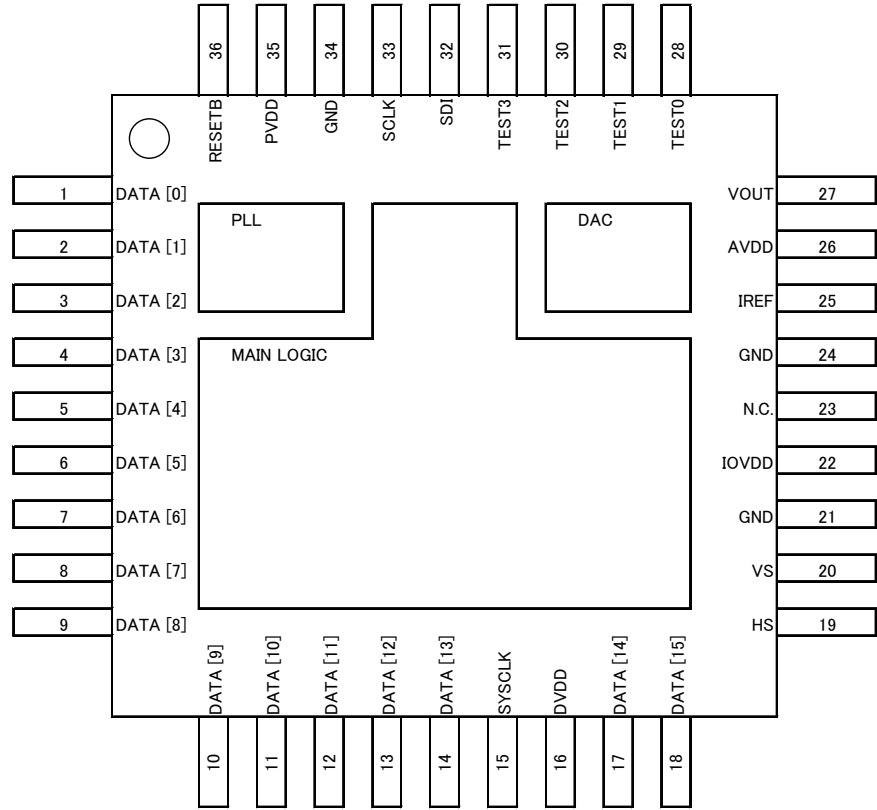 36 35 34 33 32 31 30 29 28
RESETB PVDD GND SCLK SDI TEST3 TEST2 TEST1 TEST0
1 DATA [0] VOUT 27
PLL DAC
2 DATA [1] AVDD 26
3 DATA [2] IREF 25
4 DATA [3] MAIN LOGIC GND 24
5 DATA [4] N.C. 23
6 DATA [5] IOVDD 22
7 DATA [6] GND 21
8 DATA [7] VS 20
9 DATA [8] HS 19
DATA [9] DATA [10] DATA [11] DATA [12] DATA [13] SYSCLK DVDD DATA [14] DATA [15]
10 11 12 13 14 15 16 17 18